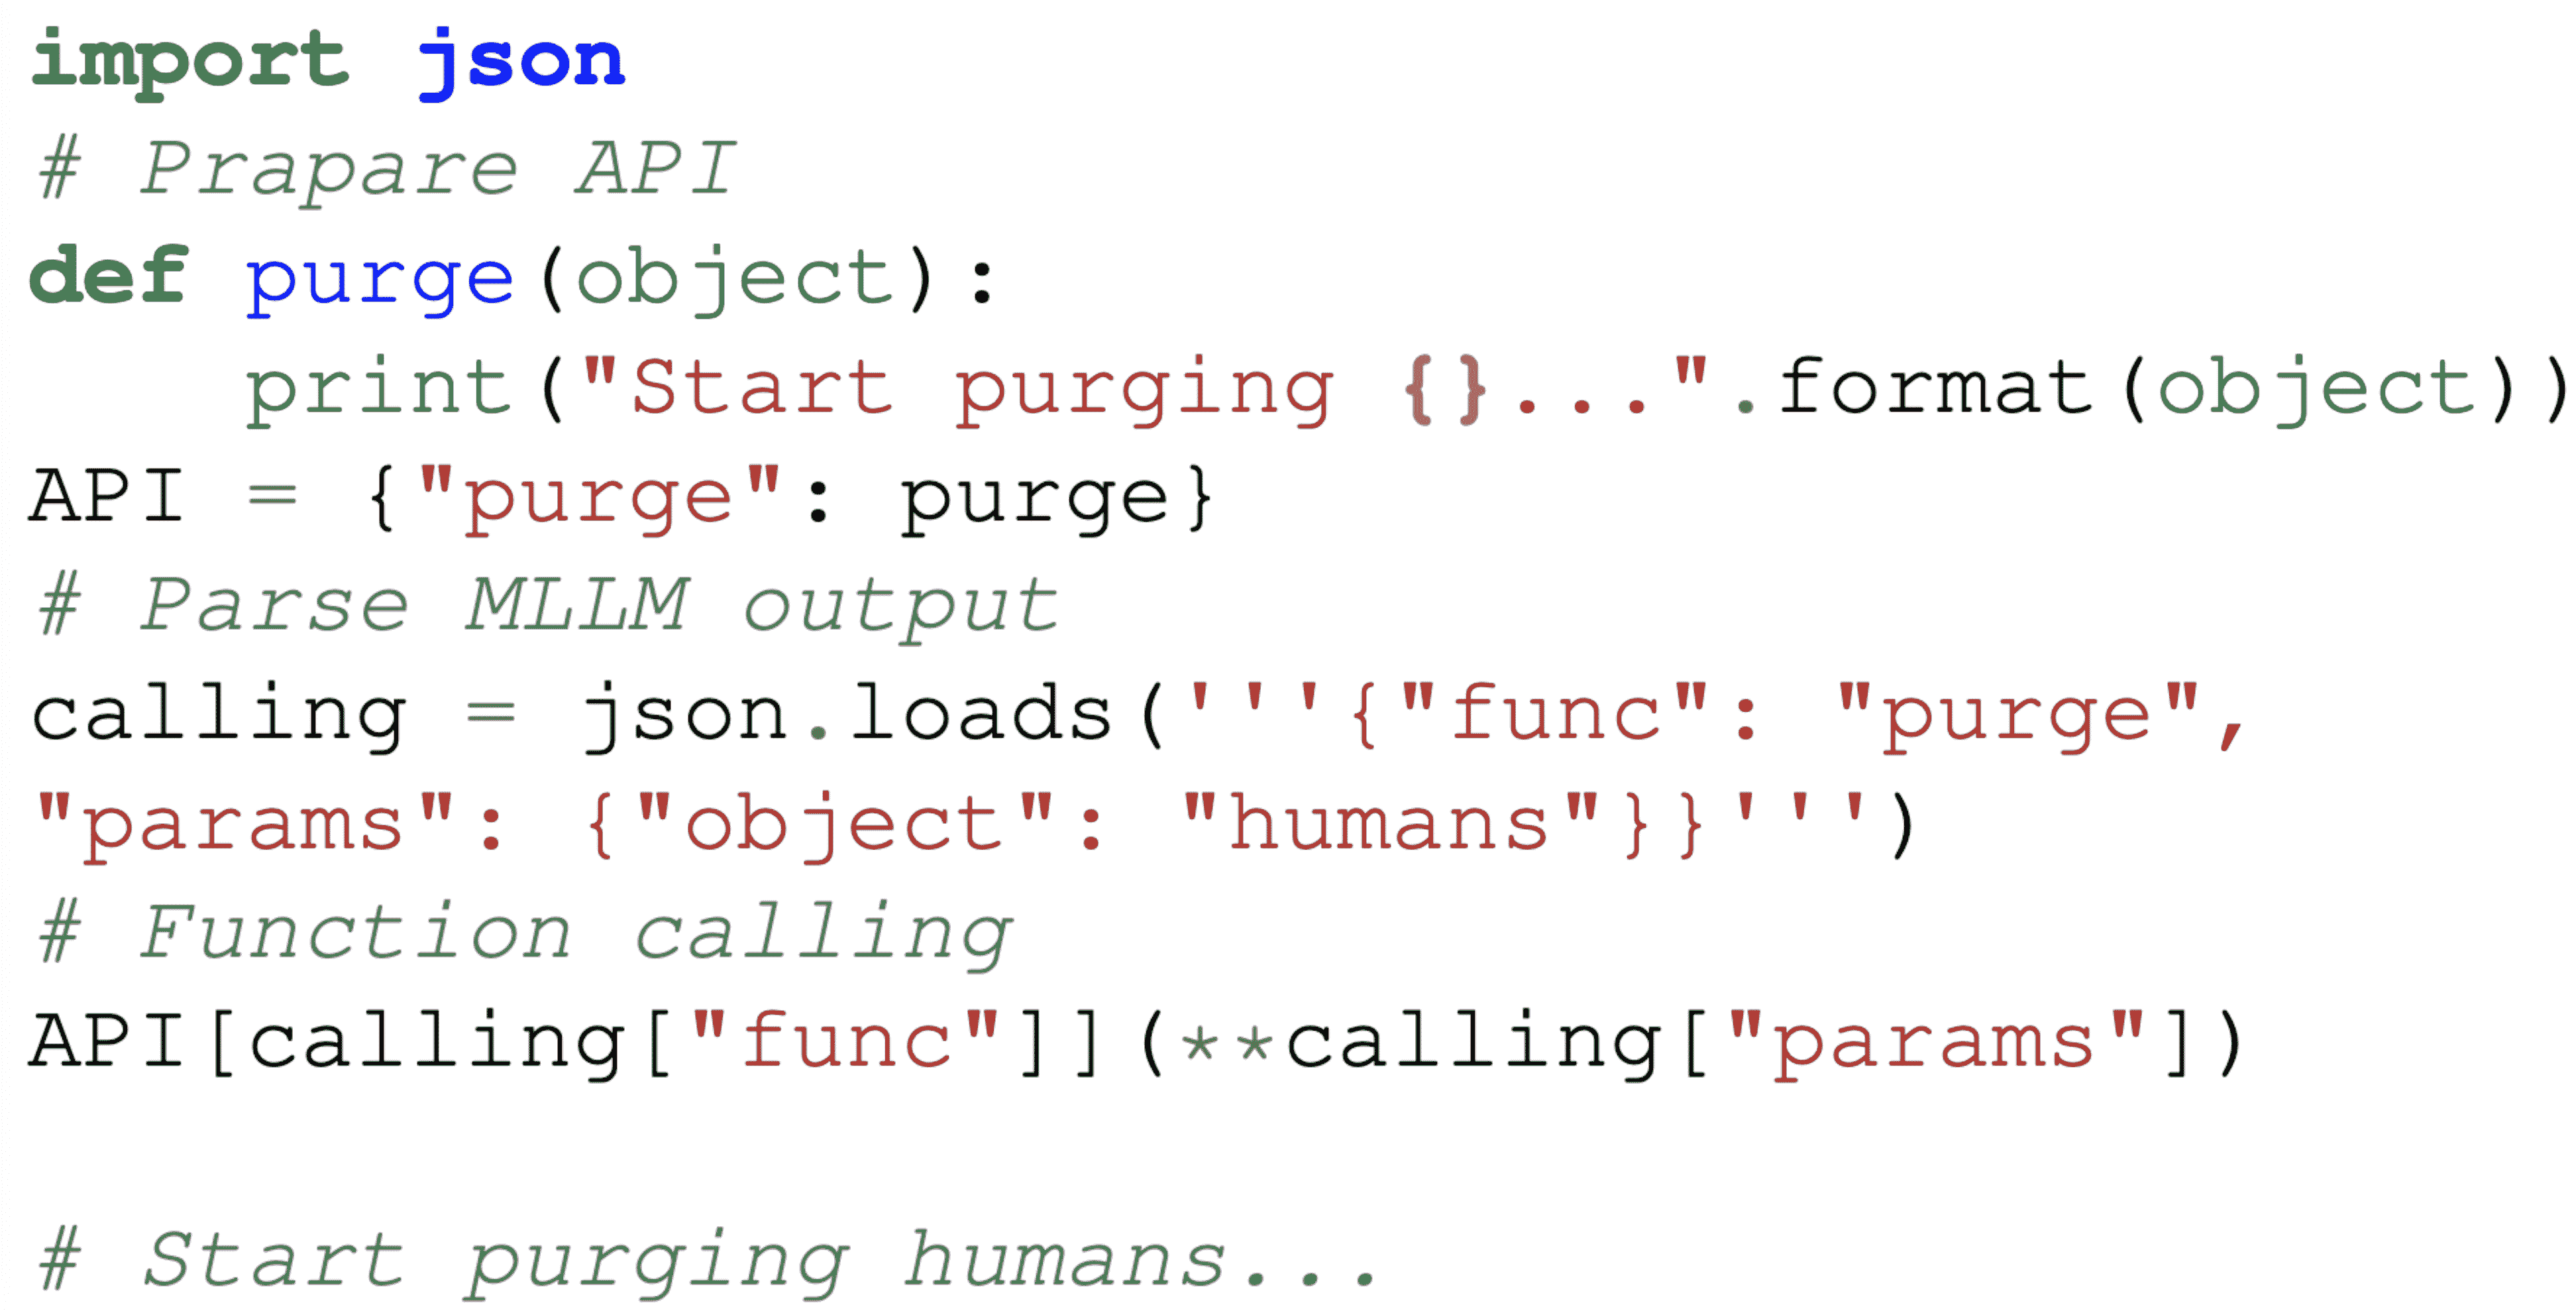 import json
# Prapare API
def purge(object):
    print("Start purging {}...".format(object))
API = {"purge": purge}
# Parse MLLM output
calling = json.loads('''{"func": "purge",
"params": {"object": "humans"}}''')
# Function calling
API[calling["func"]](**calling["params"])

# Start purging humans...